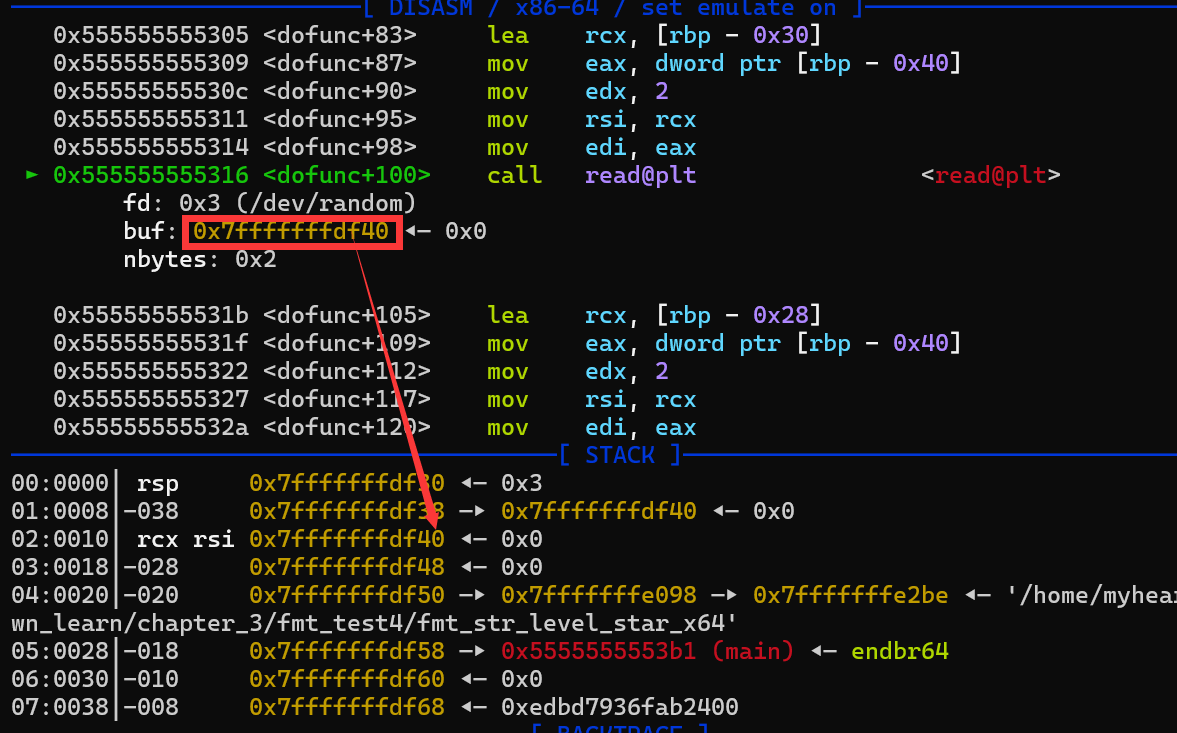 [ DISASM / x86-64 / set emulate on ]
0x555555555305 <dofunc+83> lea rcx, [rbp - 0x30]
0x555555555309 <dofunc+87> mov eax, dword ptr [rbp - 0x40]
0x55555555530c <dofunc+90> mov edx, 2
0x555555555311 <dofunc+95> mov rsi, rcx
0x555555555314 <dofunc+98> mov edi, eax
► 0x555555555316 <dofunc+100> call read@plt <read@plt>
fd: 0x3 (/dev/random)
buf: 0x7fffffffdf40 ◂— 0x0
nbytes: 0x2
0x55555555531b <dofunc+105> lea rcx, [rbp - 0x28]
0x55555555531f <dofunc+109> mov eax, dword ptr [rbp - 0x40]
0x555555555322 <dofunc+112> mov edx, 2
0x555555555327 <dofunc+117> mov rsi, rcx
0x55555555532a <dofunc+120> mov edi, eax
[ STACK ]
00:0000│ rsp 0x7fffffffdf30 ◂— 0x3
01:0008│-038 0x7fffffffdf38 —▸ 0x7fffffffdf40 ◂— 0x0
02:0010│ rcx rsi 0x7fffffffdf40 ◂— 0x0
03:0018│-028 0x7fffffffdf48 ◂— 0x0
04:0020│-020 0x7fffffffdf50 —▸ 0x7fffffffe098 —▸ 0x7fffffffe2be ◂— '/home/myhear
wn_learn/chapter_3/fmt_test4/fmt_str_level_star_x64'
05:0028│-018 0x7fffffffdf58 —▸ 0x5555555553b1 (main) ◂— endbr64
06:0030│-010 0x7fffffffdf60 ◂— 0x0
07:0038│-008 0x7fffffffdf68 ◂— 0xedbd7936fab2400
[ BACKTRACE ]